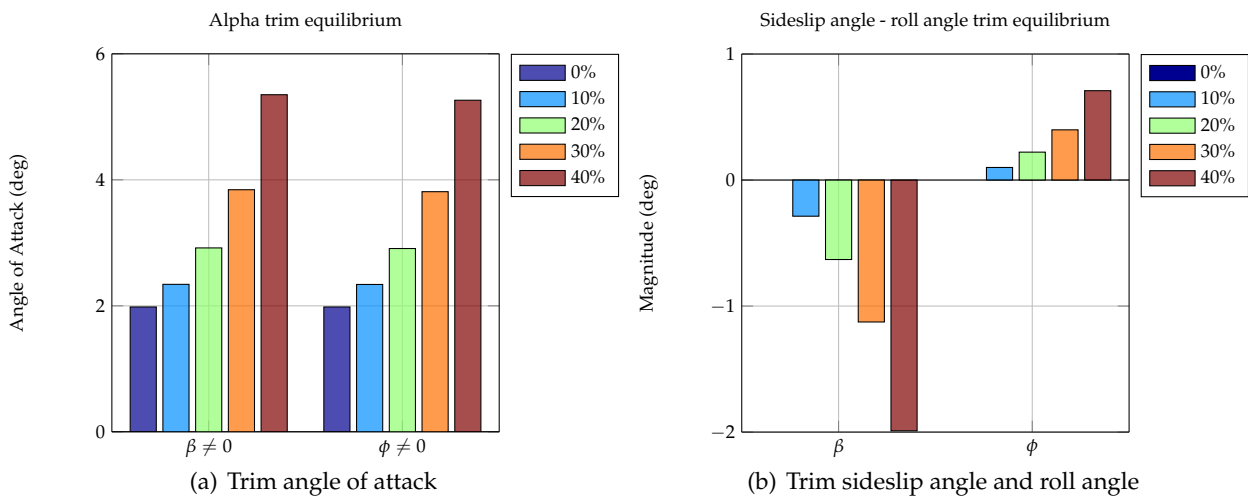 Alpha trim equilibrium
6
4
2
0
Angle of Attack (deg)
β ≠ 0
ϕ ≠ 0
0%
10%
20%
30%
40%
(a) Trim angle of attack
Sideslip angle - roll angle trim equilibrium
1
0
−1
−2
Magnitude (deg)
β
ϕ
0%
10%
20%
30%
40%
(b) Trim sideslip angle and roll angle